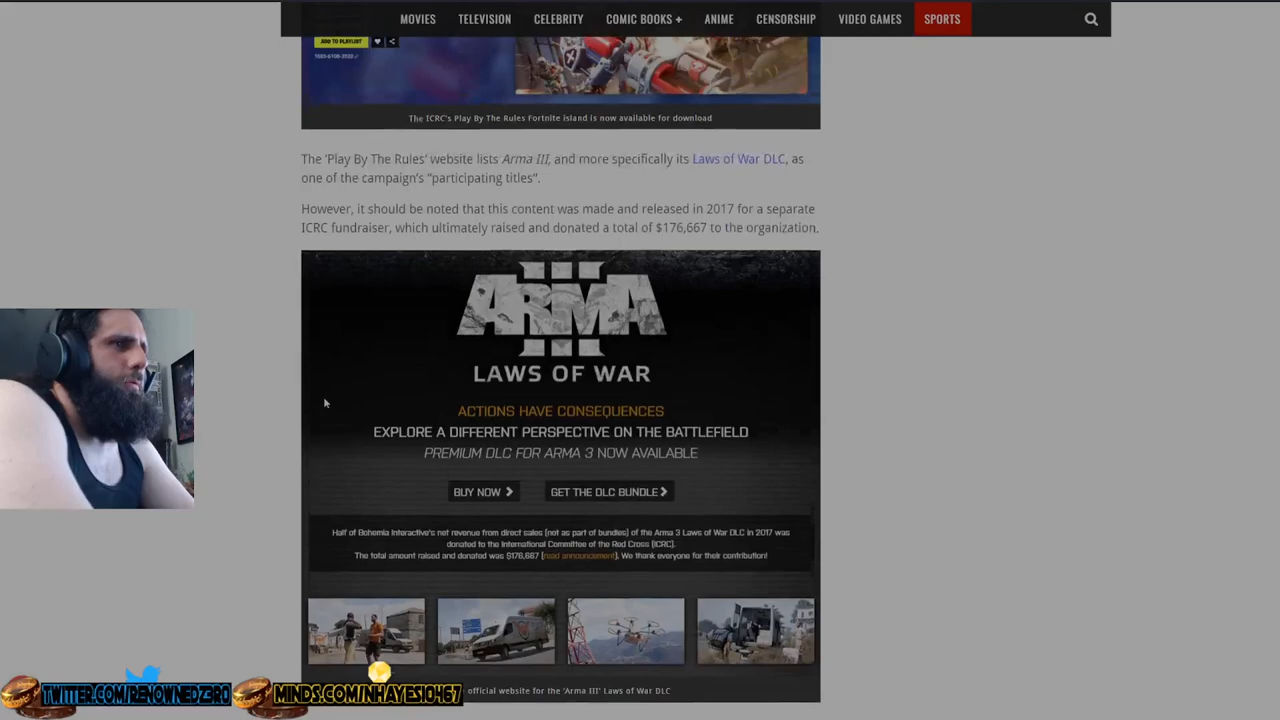 MOVIES TELEVISION CELEBRITY COMIC BOOKS + ANIME CENSORSHIP VIDEO GAMES SPORTS
ADD TO PLAYLIST
The ICRC's Play By The Rules Fortnite island is now available for download
The ‘Play By The Rules’ website lists Arma III, and more specifically its Laws of War DLC, as
one of the campaign’s “participating titles”.
However, it should be noted that this content was made and released in 2017 for a separate
ICRC fundraiser, which ultimately raised and donated a total of $176,667 to the organization.
ARMA III
LAWS OF WAR
ACTIONS HAVE CONSEQUENCES
EXPLORE A DIFFERENT PERSPECTIVE ON THE BATTLEFIELD
PREMIUM DLC FOR ARMA 3 NOW AVAILABLE
BUY NOW GET THE DLC BUNDLE
Half of Bohemia Interactive's net revenue from direct sales (not as part of bundles) of the Arma 3 Laws of War DLC in 2017 was
donated to the International Committee of the Red Cross (ICRC).
The total amount raised and donated was $176,667 (read announcement). We thank everyone for their contribution!
official website for the 'Arma III' Laws of War DLC
TWITTER.COM/RENOWNEDZ3R0 MINDS.COM/NHAYES10467